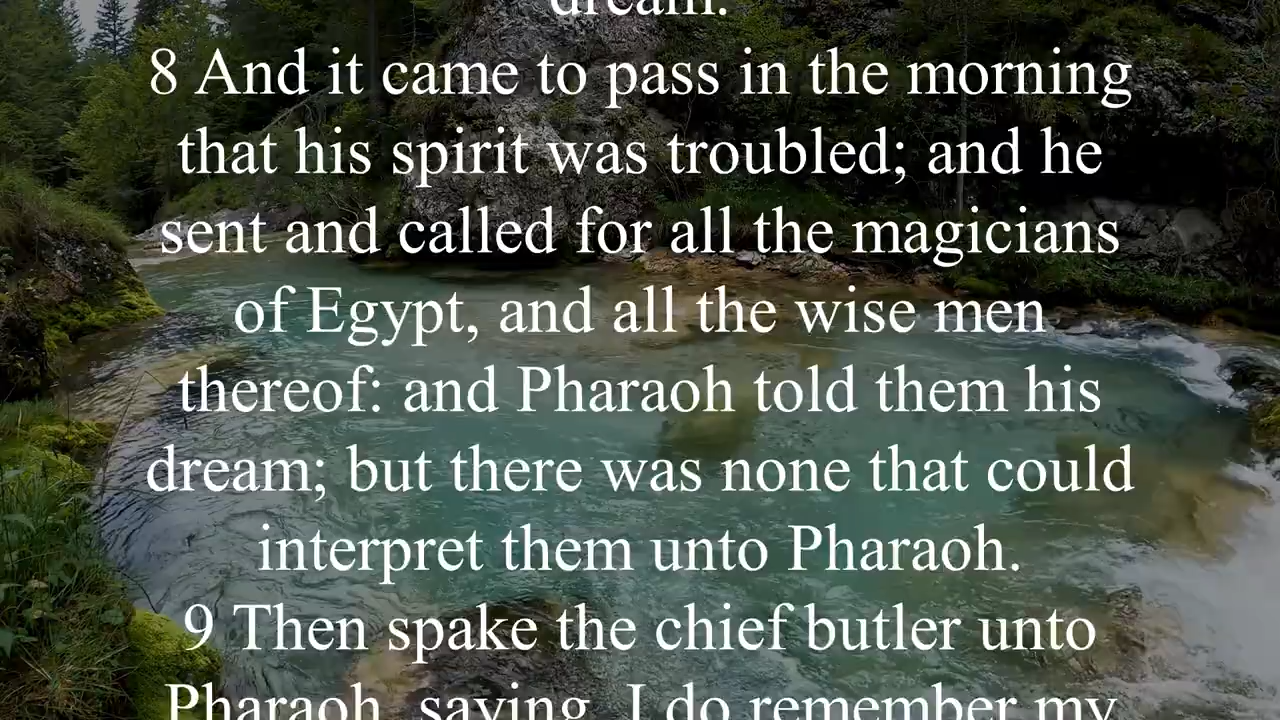 dream.
8 And it came to pass in the morning
that his spirit was troubled; and he
sent and called for all the magicians
of Egypt, and all the wise men
thereof: and Pharaoh told them his
dream; but there was none that could
interpret them unto Pharaoh.
9 Then spake the chief butler unto
Pharaoh, saying, I do remember my